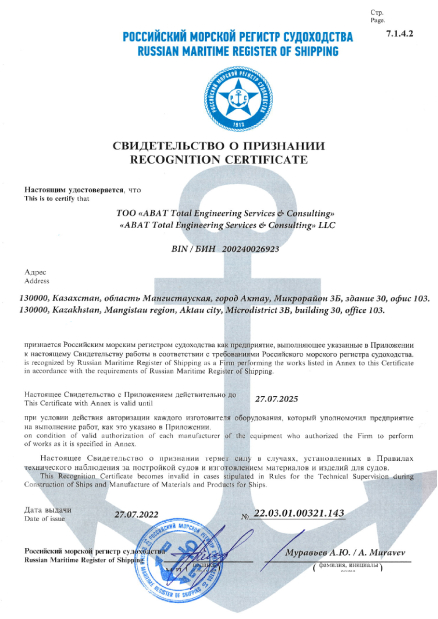 Стр.
Page.
7.1.4.2
РОССИЙСКИЙ МОРСКОЙ РЕГИСТР СУДОХОДСТВА
RUSSIAN MARITIME REGISTER OF SHIPPING
РОССИЙСКИЙ МОРСКОЙ РЕГИСТР СУДОХОДСТВА
1913
СВИДЕТЕЛЬСТВО О ПРИЗНАНИИ
RECOGNITION CERTIFICATE
Настоящим удостоверяется, что
This is to certify that
ТОО «ABAT Total Engineering Services & Consulting»
«ABAT Total Engineering Services & Consulting» LLC
BIN / БИН 200240026923
Адрес
Address
130000, Казахстан, область Мангистауская, город Актау, Микрорайон 3Б, здание 30, офис 103.
130000, Kazakhstan, Mangistau region, Aktau city, Microdistrict 3B, building 30, office 103.
признается Российским морским регистром судоходства как предприятие, выполняющее указанные в Приложении
к настоящему Свидетельству работы в соответствии с требованиями Российского морского регистра судоходства.
is recognized by Russian Maritime Register of Shipping as a Firm performing the works listed in Annex to this Certificate
in accordance with the requirements of Russian Maritime Register of Shipping.
Настоящее Свидетельство с Приложением действительно до
This Certificate with Annex is valid until
27.07.2025
при условии действия авторизации каждого изготовителя оборудования, который уполномочил предприятие
на выполнение работ, как это указано в Приложении.
on condition of valid authorization of each manufacturer of the equipment who authorized the Firm to perform
of works as it is specified in Annex.
Настоящее Свидетельство о признании теряет силу в случаях, установленных в Правилах
технического наблюдения за постройкой судов и изготовлением материалов и изделий для судов.
This Recognition Certificate becomes invalid in cases stipulated in Rules for the Technical Supervision during
Construction of Ships and Manufacture of Materials and Products for Ships.
Дата выдачи
Date of issue
27.07.2022
№ 22.03.01.00321.143
Российский морской регистр судоходства
Russian Maritime Register of Shipping
Муравьев А.Ю. / A. Muravev
(фамилия, инициалы)
RUSSIAN MARITIME REGISTER OF SHIPPING